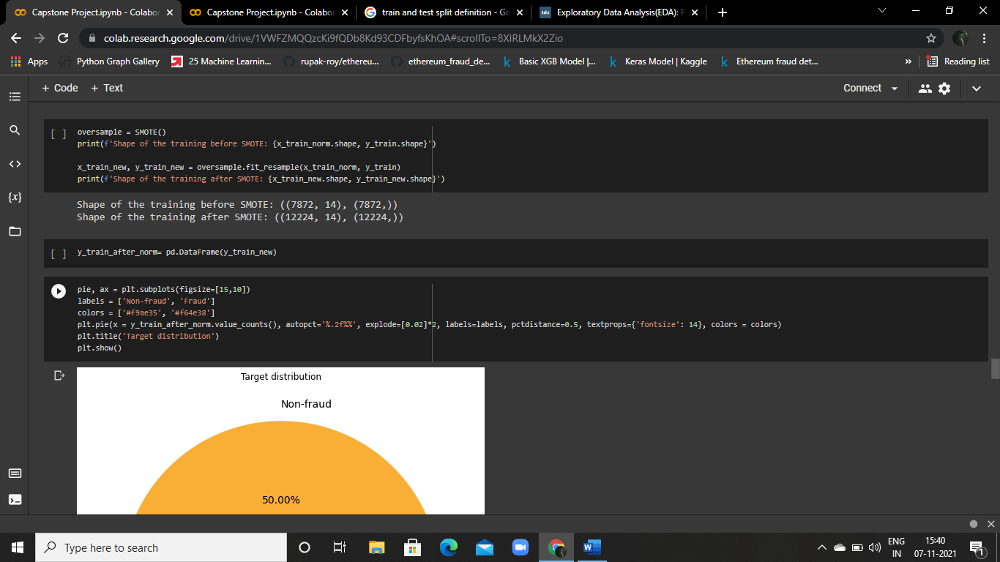 Capstone Project.ipynb - Colabor
Capstone Project.ipynb - Colabor
train and test split definition - Go
tds
Exploratory Data Analysis(EDA): P
colab.research.google.com/drive/1VWFZMQQzcKi9fQDb8Kd93CDFbyfsKhOA#scrollTo=8XIRLMkX2Zio
Apps
Python Graph Gallery
25 Machine Learnin...
rupak-roy/ethereu...
ethereum_fraud_de...
k
Basic XGB Model |...
k
Keras Model | Kaggle
k
Ethereum fraud det...
»
Reading list
+ Code
+ Text
Connect
[ ]
oversample = SMOTE()
print(f'Shape of the training before SMOTE: {x_train_norm.shape, y_train.shape}')
x_train_new, y_train_new = oversample.fit_resample(x_train_norm, y_train)
print(f'Shape of the training after SMOTE: {x_train_new.shape, y_train_new.shape}')
Shape of the training before SMOTE: ((7872, 14), (7872,))
Shape of the training after SMOTE: ((12224, 14), (12224,))
[ ]
y_train_after_norm= pd.DataFrame(y_train_new)
pie, ax = plt.subplots(figsize=[15,10])
labels = ['Non-fraud', 'Fraud']
colors = ['#f9ae35', '#f64e38']
plt.pie(x = y_train_after_norm.value_counts(), autopct='%.2f%%', explode=[0.02]*2, labels=labels, pctdistance=0.5, textprops={'fontsize': 14}, colors = colors)
plt.title('Target distribution')
plt.show()
Target distribution
Non-fraud
50.00%
{x}
Type here to search
W
ENG
IN
15:40
07-11-2021
1